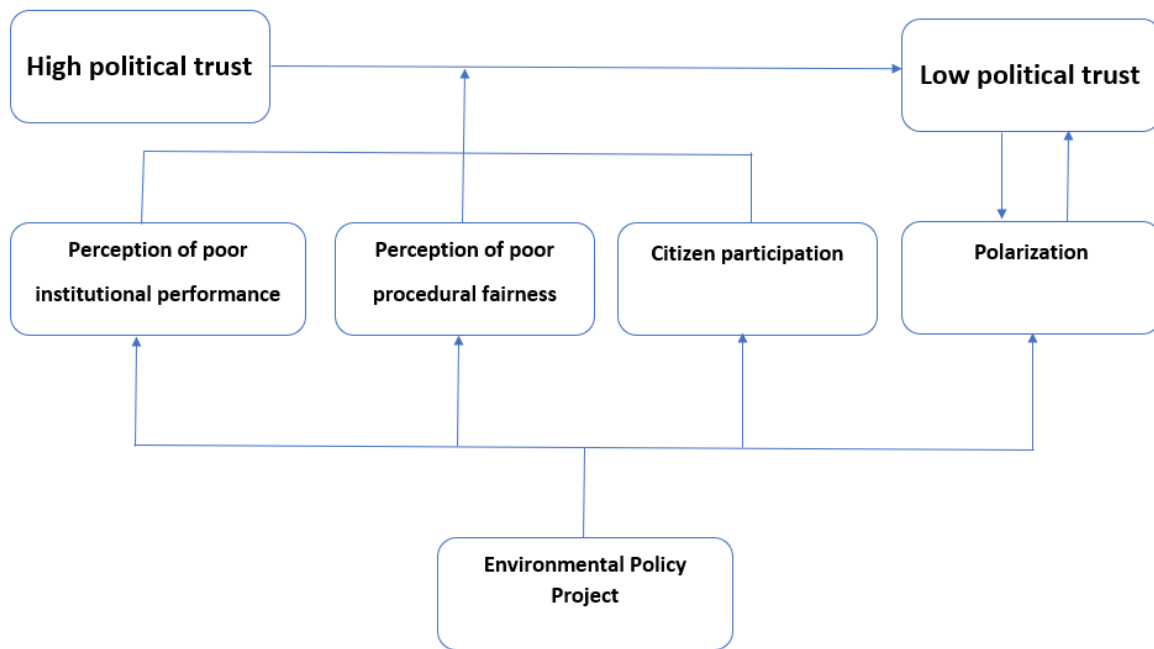 High political trust
Low political trust
Perception of poor
institutional performance
Perception of poor
procedural fairness
Citizen participation
Polarization
Environmental Policy
Project